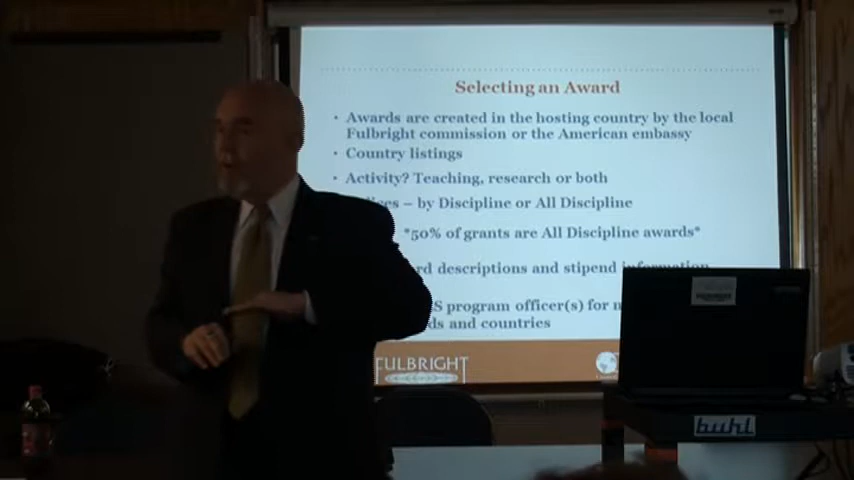 Selecting an Award
• Awards are created in the hosting country by the local
Fulbright commission or the American embassy
• Country listings
• Activity? Teaching, research or both
– by Discipline or All Discipline
*50% of grants are All Discipline awards*
descriptions and stipend information
program officer(s) for
and countries
FULBRIGHT
buhl